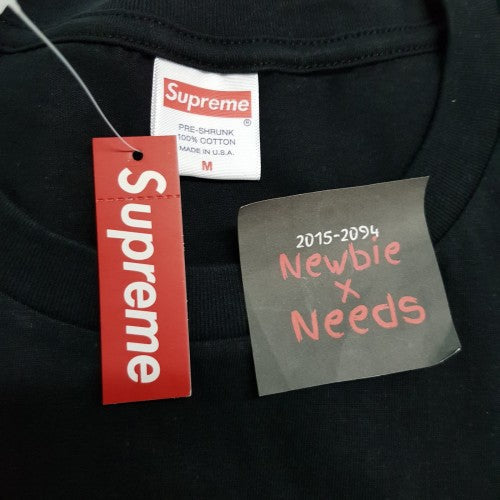 Supreme
PRE-SHRUNK
100% COTTON
MADE IN U.S.A.
M
Supreme
2015-2094
Newbie
x
Needs